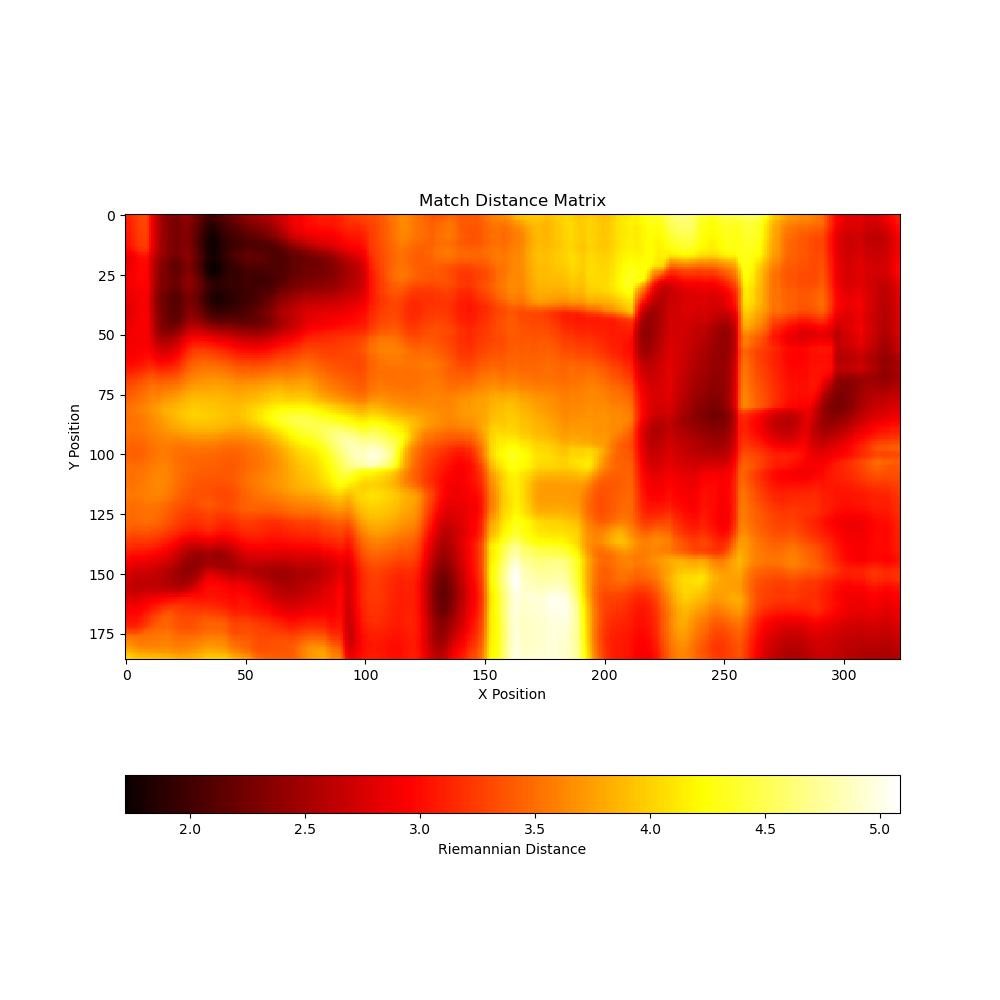 Match Distance Matrix
0
25
50
75
100
125
150
175
Y Position
0 50 100 150 200 250 300
X Position
2.0 2.5 3.0 3.5 4.0 4.5 5.0
Riemannian Distance